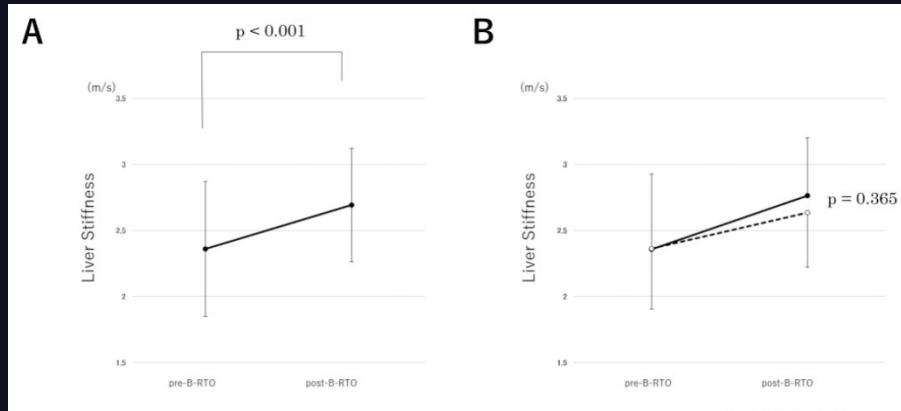 A
p < 0.001
(m/s)
3.5
3
2.5
2
1.5
Liver Stiffness
pre-B-RTO
post-B-RTO
B
(m/s)
3.5
3
2.5
2
1.5
Liver Stiffness
p = 0.365
pre-B-RTO
post-B-RTO